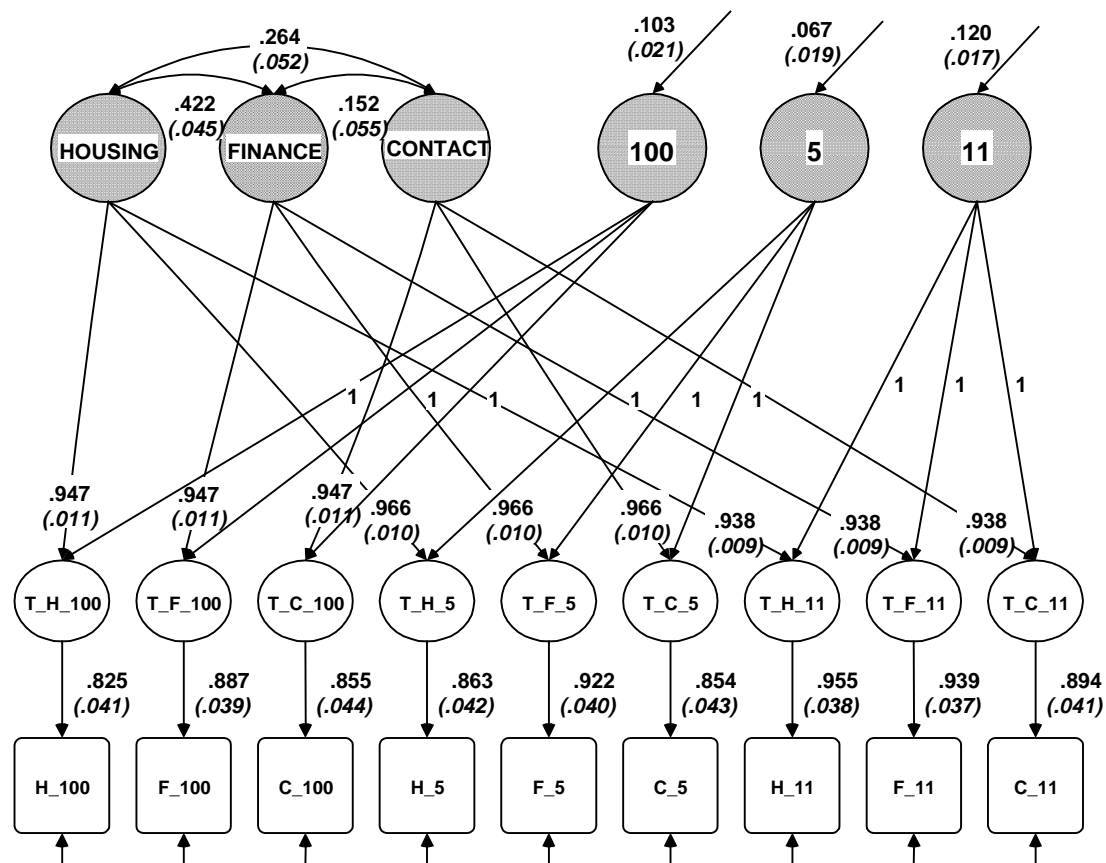 .264
(.052)
.103
(.021)
.067
(.019)
.120
(.017)
.422
(.045)
.152
(.055)
HOUSING
FINANCE
CONTACT
100
5
11
1
1
1
1
1
1
1
1
1
.947
(.011)
.947
(.011)
.947
(.011)
.966
(.010)
.966
(.010)
.966
(.010)
.938
(.009)
.938
(.009)
.938
(.009)
T_H_100
T_F_100
T_C_100
T_H_5
T_F_5
T_C_5
T_H_11
T_F_11
T_C_11
.825
(.041)
.887
(.039)
.855
(.044)
.863
(.042)
.922
(.040)
.854
(.043)
.955
(.038)
.939
(.037)
.894
(.041)
H_100
F_100
C_100
H_5
F_5
C_5
H_11
F_11
C_11